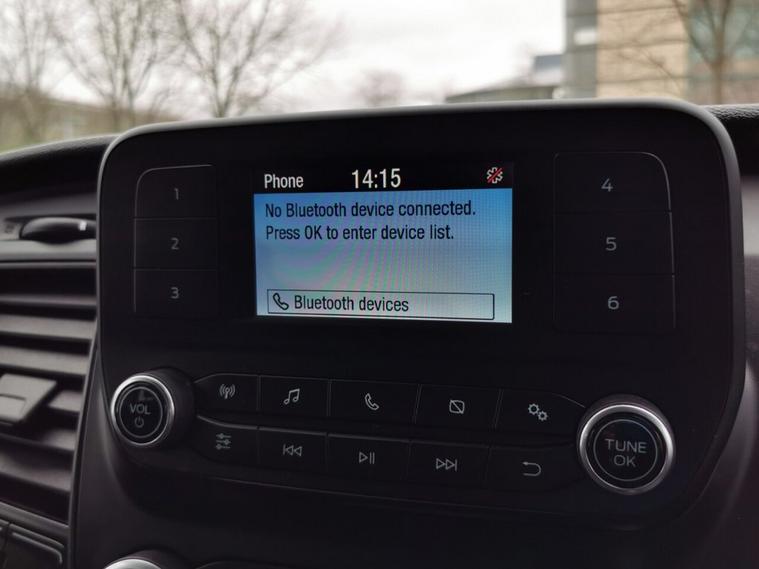 Phone 14:15
No Bluetooth device connected.
Press OK to enter device list.
Bluetooth devices
1
2
3
4
5
6
VOL
TUNE
OK